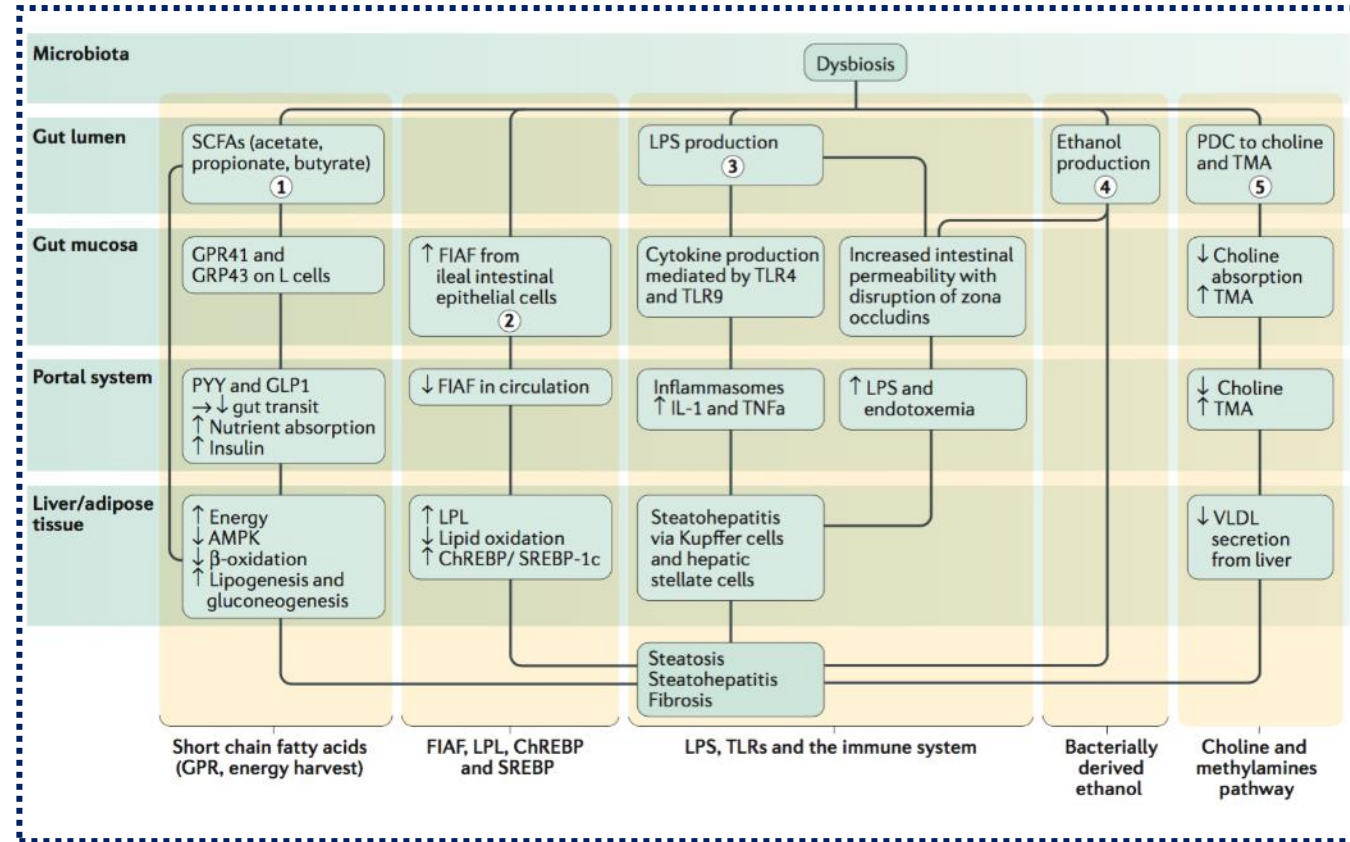 Microbiota
Dysbiosis
Gut lumen
SCFAs (acetate,
propionate, butyrate)
1
LPS production
3
Ethanol
production
4
PDC to choline
and TMA
5
Gut mucosa
GPR41 and
GRP43 on L cells
↑ FIAF from
ileal intestinal
epithelial cells
2
Cytokine production
mediated by TLR4
and TLR9
Increased intestinal
permeability with
disruption of zona
occludins
↓ Choline
absorption
↑ TMA
Portal system
PYY and GLP1
→ ↓ gut transit
↑ Nutrient absorption
↑ Insulin
↓ FIAF in circulation
Inflammasomes
↑ IL-1 and TNFa
↑ LPS and
endotoxemia
↓ Choline
↑ TMA
Liver/adipose
tissue
↑ Energy
↓ AMPK
↓ β-oxidation
↑ Lipogenesis and
gluconeogenesis
↑ LPL
↓ Lipid oxidation
↑ ChREBP/ SREBP-1c
Steatohepatitis
via Kupffer cells
and hepatic
stellate cells
↓ VLDL
secretion
from liver
Steatosis
Steatohepatitis
Fibrosis
Short chain fatty acids
(GPR, energy harvest)
FIAF, LPL, ChREBP
and SREBP
LPS, TLRs and the immune system
Bacterially
derived
ethanol
Choline and
methylamines
pathway